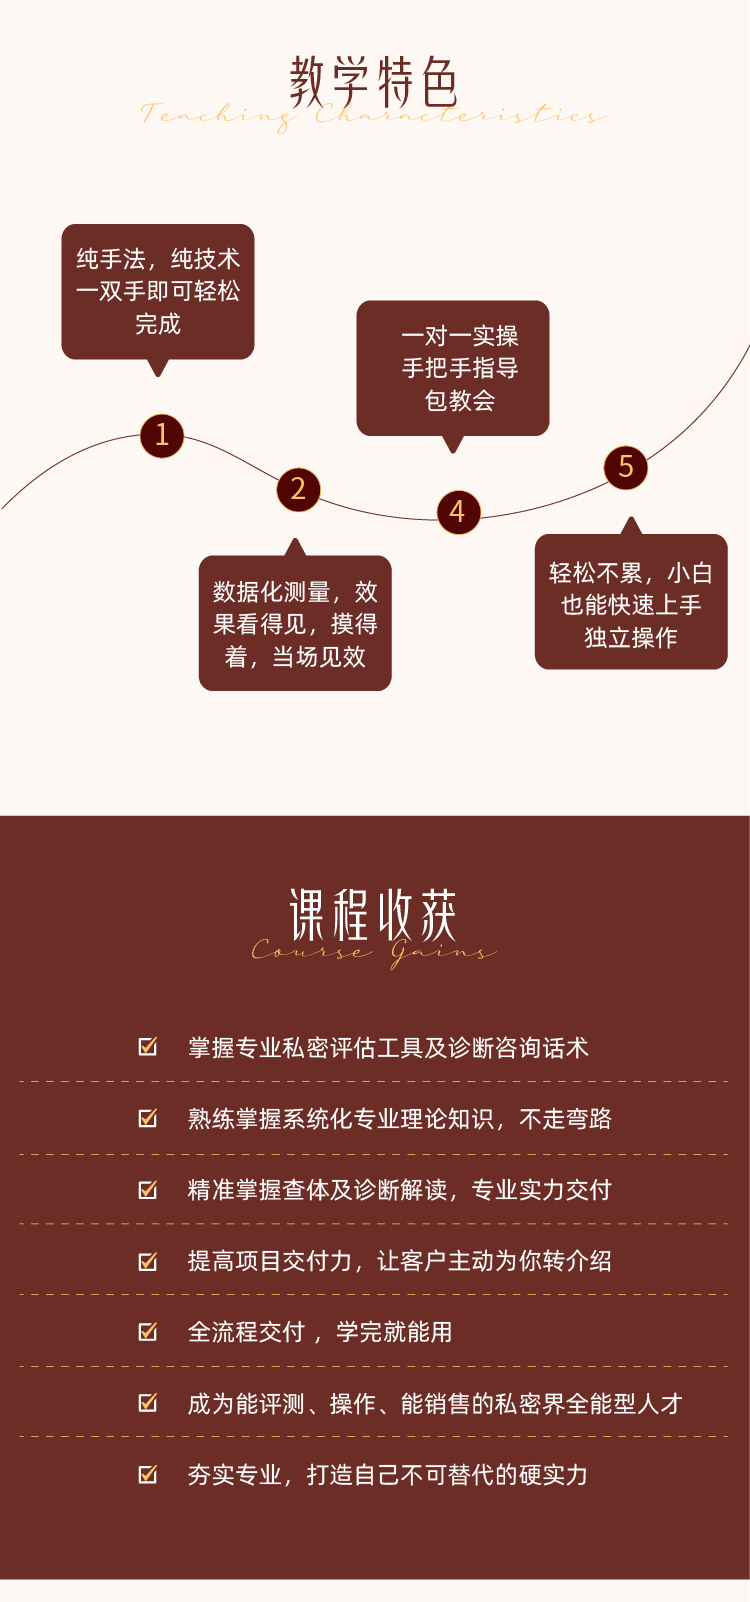 教学特色
Teaching Characteristics
纯手法，纯技术
一双手即可轻松
完成
1
数据化测量，效
果看得见，摸得
着，当场见效
2
一对一实操
手把手指导
包教会
4
轻松不累，小白
也能快速上手
独立操作
5
课程收获
Course Gains
掌握专业私密评估工具及诊断咨询话术
熟练掌握系统化专业理论知识，不走弯路
精准掌握查体及诊断解读，专业实力交付
提高项目交付力，让客户主动为你转介绍
全流程交付 ，学完就能用
成为能评测、操作、能销售的私密界全能型人才
夯实专业，打造自己不可替代的硬实力